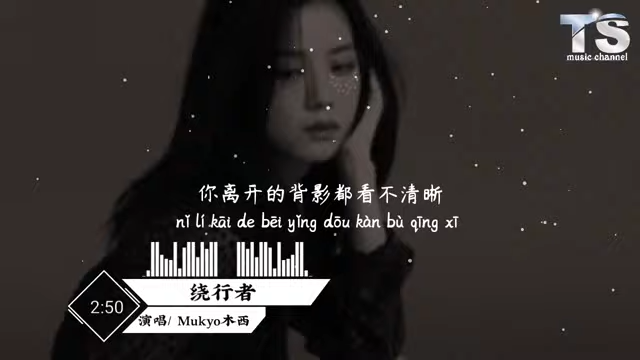 TS
music channel
你离开的背影都看不清晰
nǐ lí kāi de bēi yǐng dōu kàn bù qīng xī
绕行者
2:50
演唱/ Mukyo木西